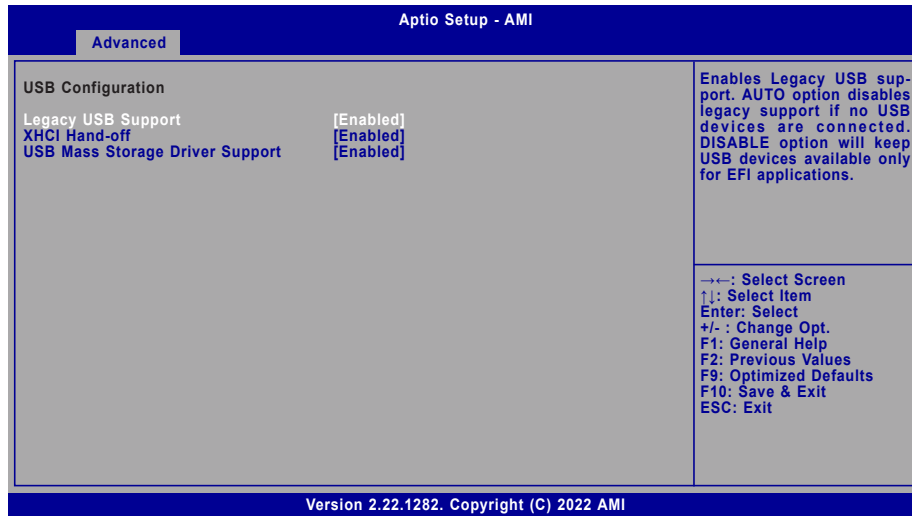 Aptio Setup - AMI
Advanced
USB Configuration
Legacy USB Support [Enabled]
XHCI Hand-off [Enabled]
USB Mass Storage Driver Support [Enabled]
Enables Legacy USB sup-
port. AUTO option disables
legacy support if no USB
devices are connected.
DISABLE option will keep
USB devices available only
for EFI applications.
→←: Select Screen
↑↓: Select Item
Enter: Select
+/- : Change Opt.
F1: General Help
F2: Previous Values
F9: Optimized Defaults
F10: Save & Exit
ESC: Exit
Version 2.22.1282. Copyright (C) 2022 AMI